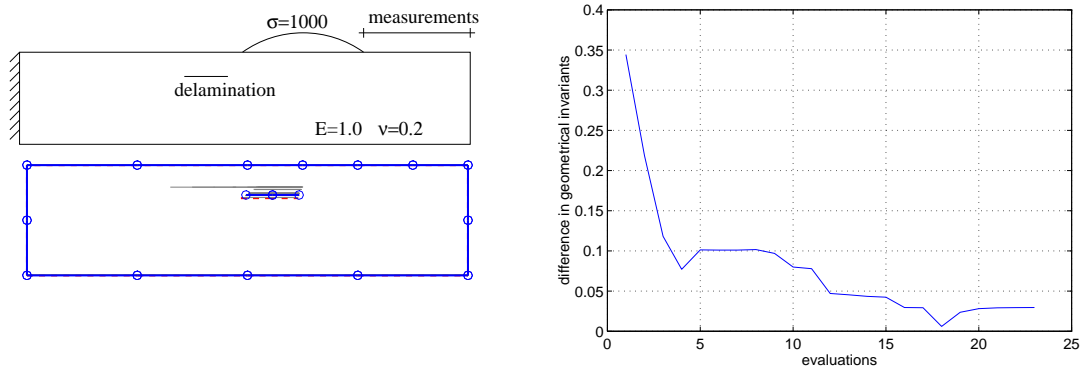 σ=1000
measurements
delamination
E=1.0 ν=0.2
difference in geometrical invariants
0.4
0.35
0.3
0.25
0.2
0.15
0.1
0.05
0
0 5 10 15 20 25
evaluations